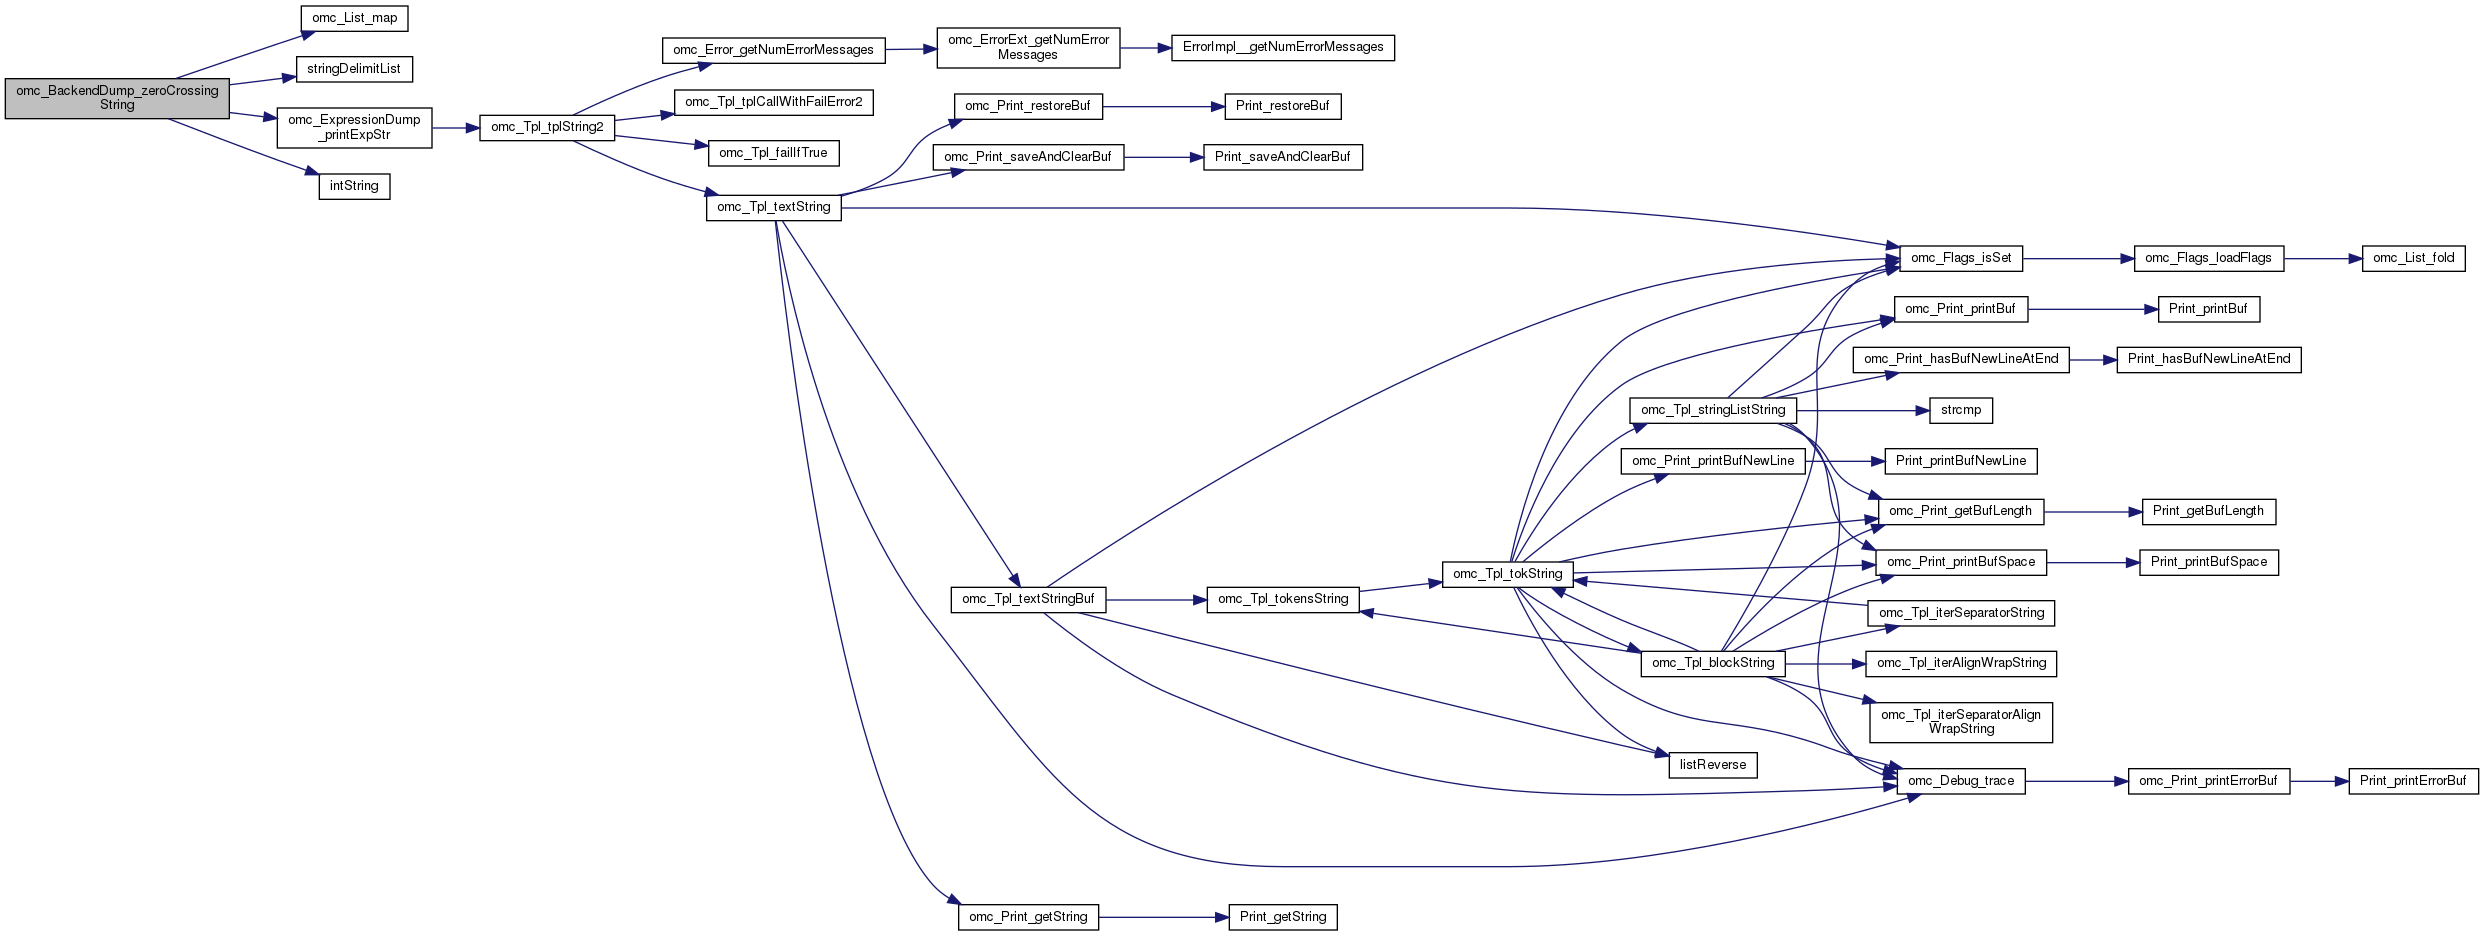 omc_BackendDump_zeroCrossing
String
omc_List_map
stringDelimitList
omc_ExpressionDump
_printExpStr
intString
omc_Tpl_tplString2
omc_Error_getNumErrorMessages
omc_Tpl_tplCallWithFailError2
omc_Tpl_failIfTrue
omc_Tpl_textString
omc_ErrorExt_getNumError
Messages
ErrorImpl__getNumErrorMessages
omc_Print_restoreBuf
Print_restoreBuf
omc_Print_saveAndClearBuf
Print_saveAndClearBuf
omc_Flags_isSet
omc_Flags_loadFlags
omc_List_fold
omc_Print_printBuf
Print_printBuf
omc_Print_hasBufNewLineAtEnd
Print_hasBufNewLineAtEnd
omc_Tpl_stringListString
strcmp
omc_Print_printBufNewLine
Print_printBufNewLine
omc_Print_getBufLength
Print_getBufLength
omc_Print_printBufSpace
Print_printBufSpace
omc_Tpl_textStringBuf
omc_Tpl_tokensString
omc_Tpl_tokString
omc_Tpl_iterSeparatorString
omc_Tpl_blockString
omc_Tpl_iterAlignWrapString
omc_Tpl_iterSeparatorAlign
WrapString
listReverse
omc_Debug_trace
omc_Print_printErrorBuf
Print_printErrorBuf
omc_Print_getString
Print_getString